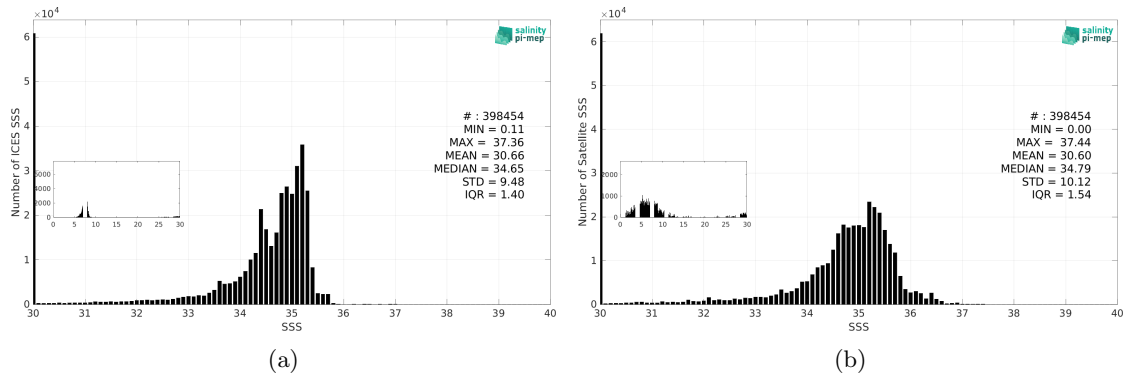 ×10⁴
6
5
4
3
2
1
0
Number of ICES SSS
30 31 32 33 34 35 36 37 38 39 40
SSS
salinity
pi-mep
# : 398454
MIN = 0.11
MAX = 37.36
MEAN = 30.66
MEDIAN = 34.65
STD = 9.48
IQR = 1.40
6000
4000
2000
0
0 5 10 15 20 25 30
(a)
×10⁴
6
5
4
3
2
1
0
Number of Satellite SSS
30 31 32 33 34 35 36 37 38 39 40
SSS
salinity
pi-mep
# : 398454
MIN = 0.00
MAX = 37.44
MEAN = 30.60
MEDIAN = 34.79
STD = 10.12
IQR = 1.54
2000
1000
0
0 5 10 15 20 25 30
(b)